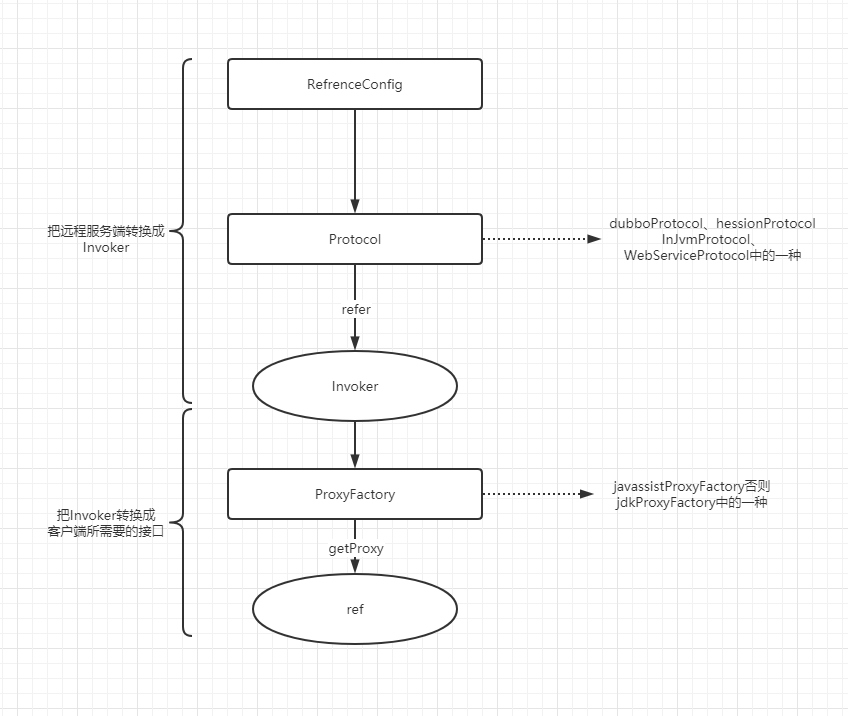 RefrenceConfig
把远程服务端转换成
Invoker
Protocol
dubboProtocol、hessionProtocol
InJvmProtocol、
WebServiceProtocol中的一种
refer
Invoker
把Invoker转换成
客户端所需要的接口
ProxyFactory
javassistProxyFactory否则
jdkProxyFactory中的一种
getProxy
ref